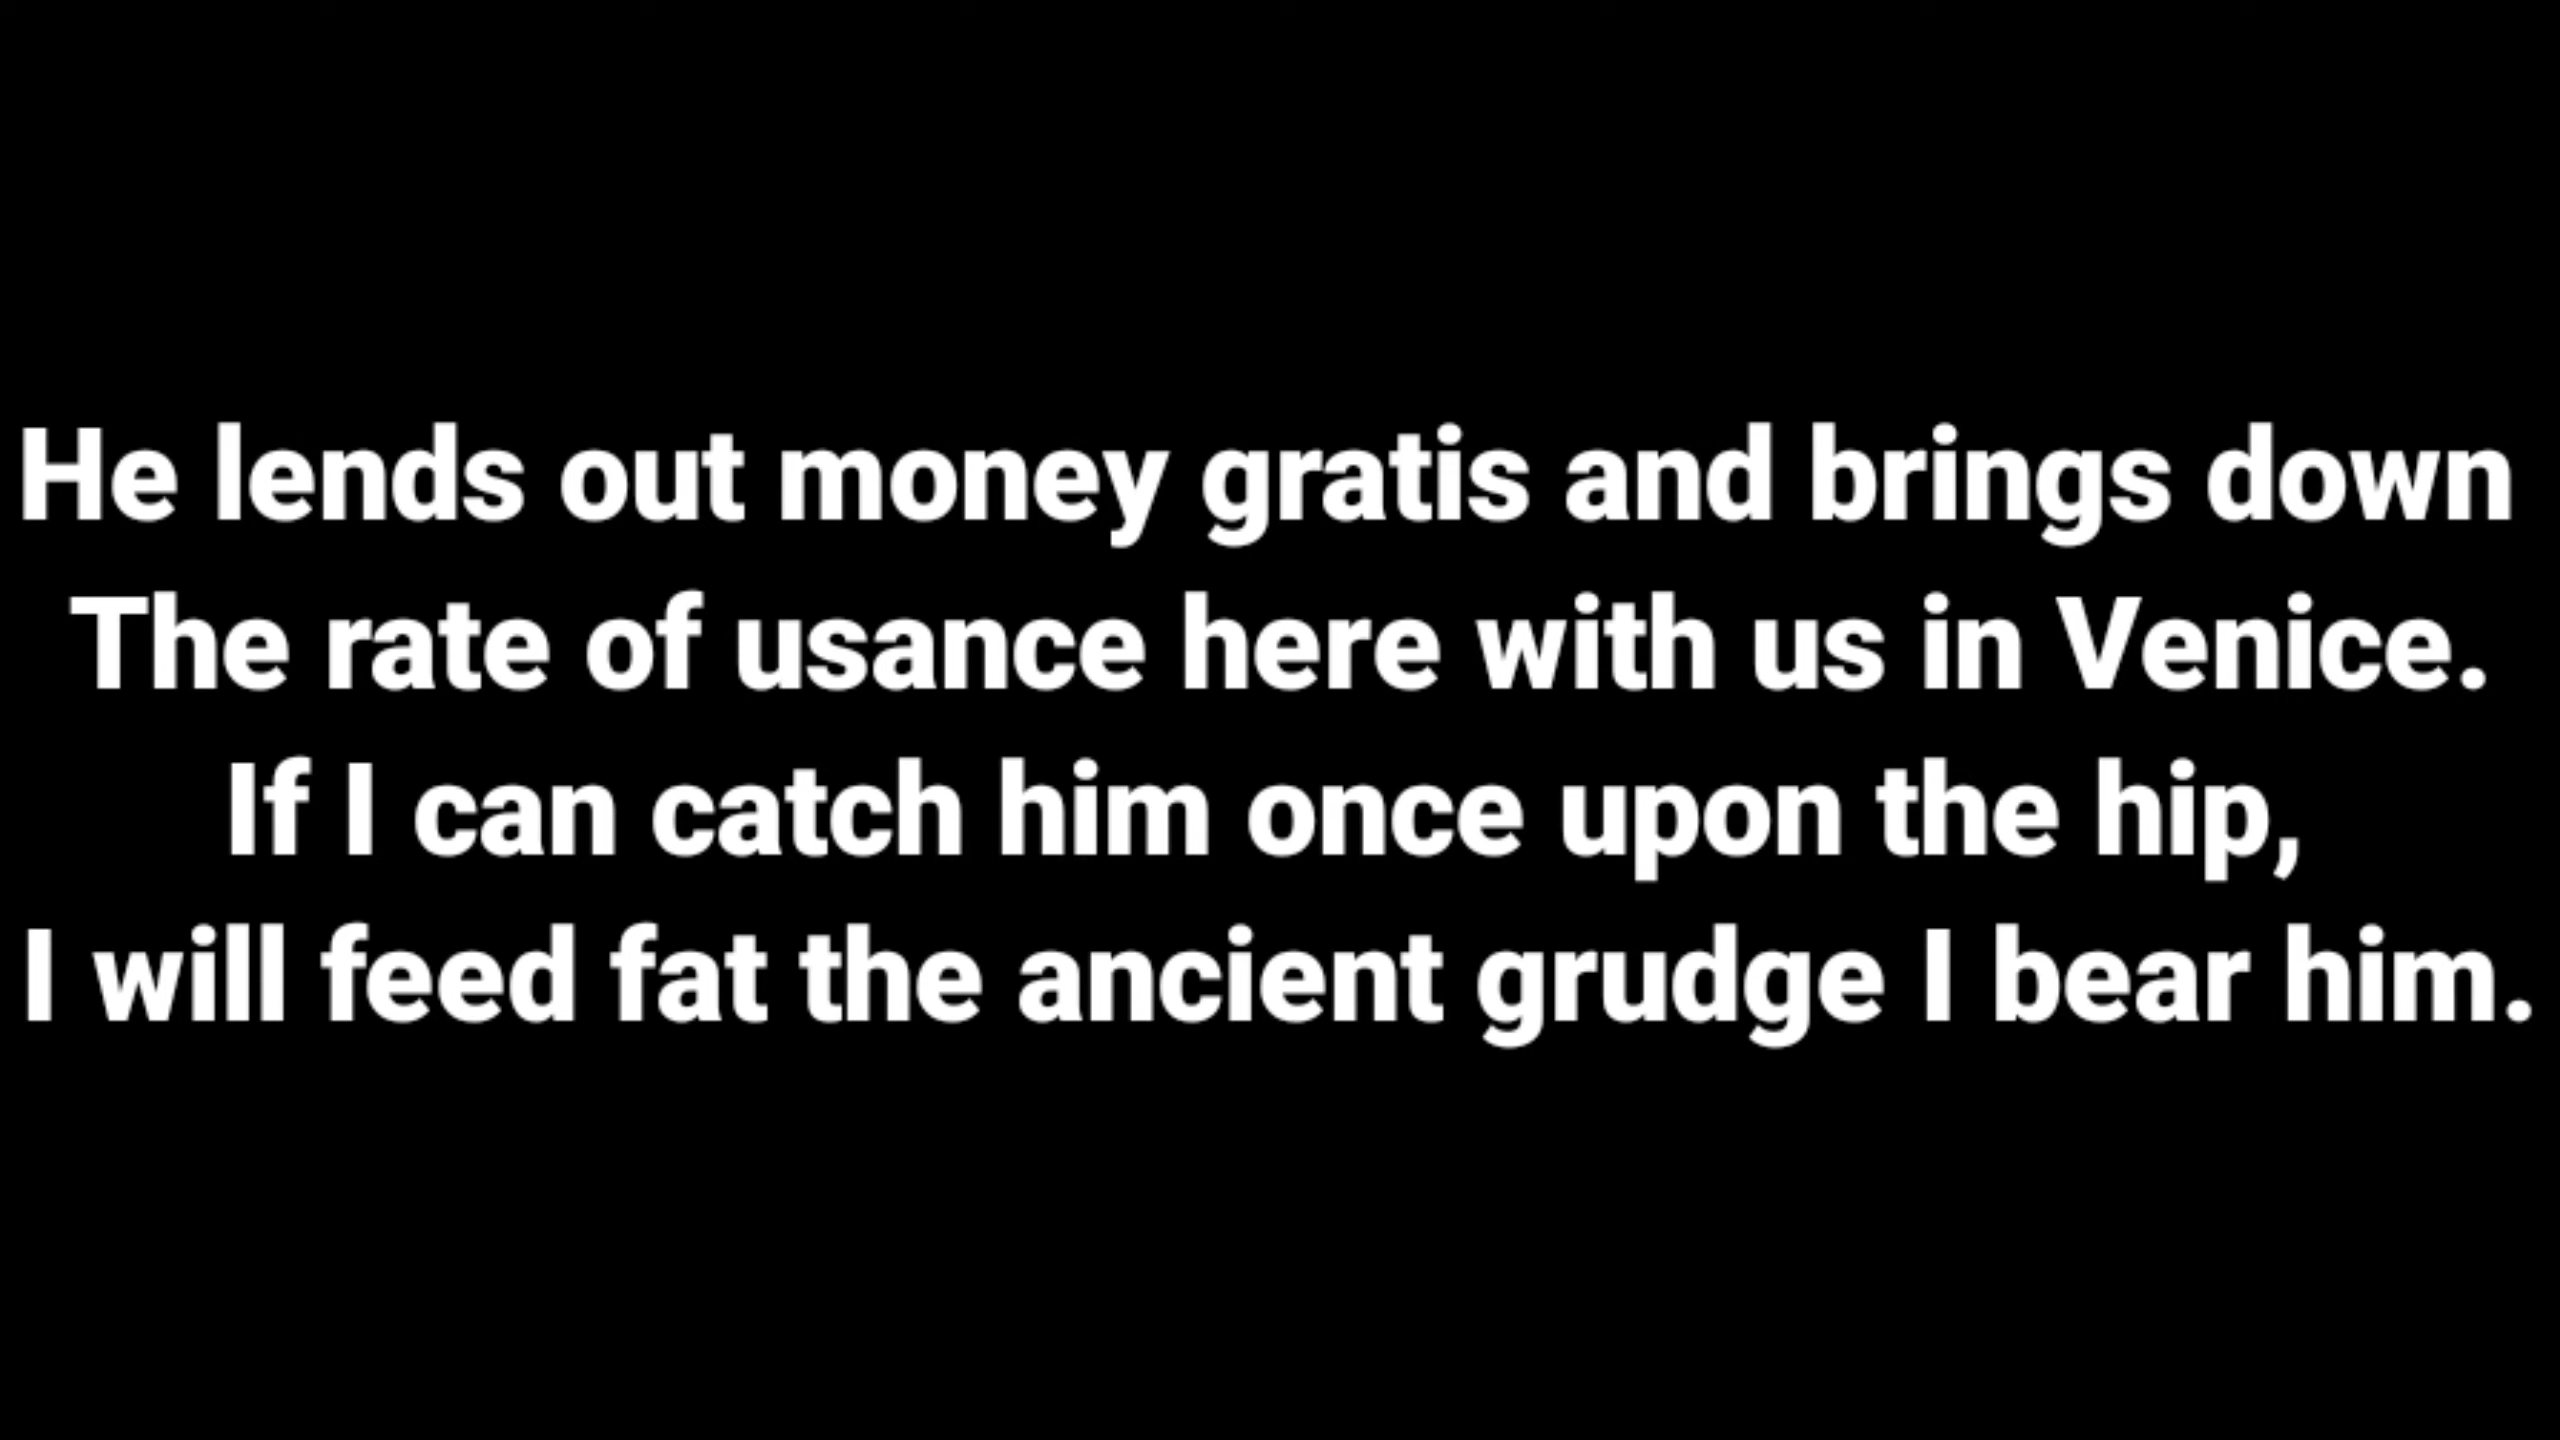 He lends out money gratis and brings down
The rate of usance here with us in Venice.
If I can catch him once upon the hip,
I will feed fat the ancient grudge I bear him.